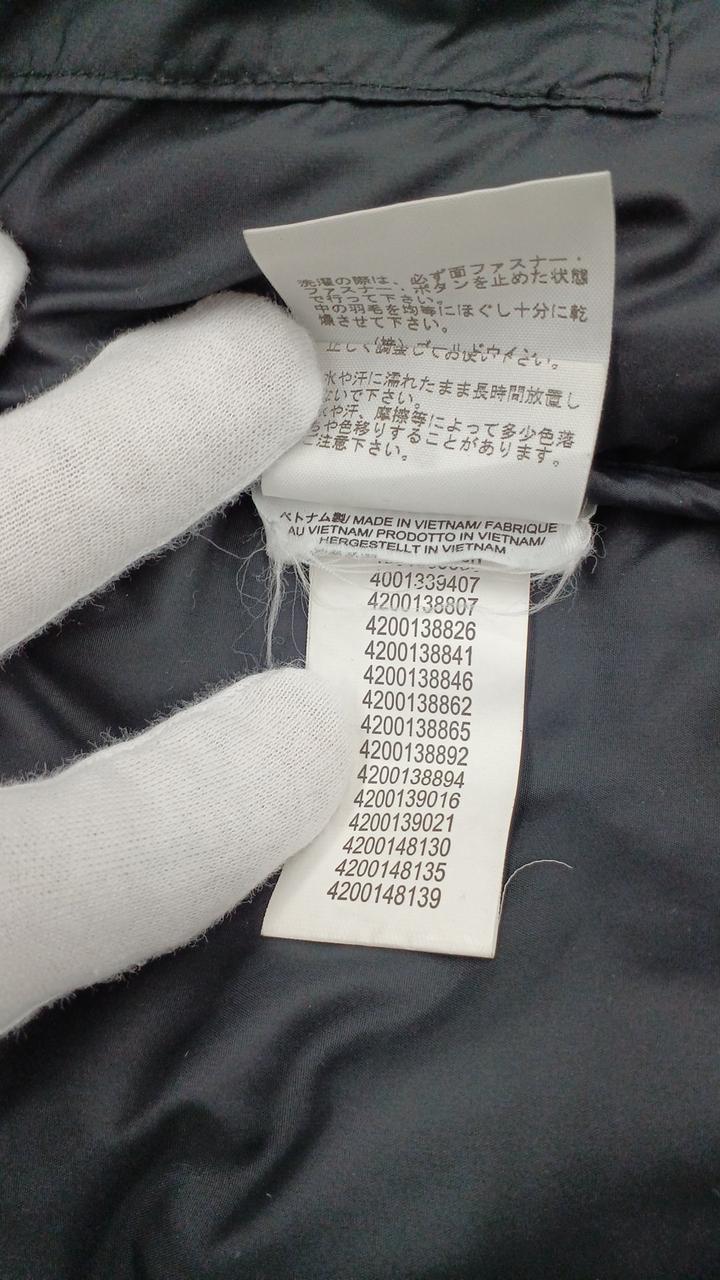 洗濯の際は、必ず面ファスナー・
ファスナー・ボタンを止めた状態
で行って下さい。
中の羽毛を均等にほぐし十分に乾
燥させて下さい。
水や汗に濡れたまま長時間放置し
ないで下さい。
水や汗、摩擦等によって多少色落
ちや色移りすることがあります。
ご注意下さい。
ベトナム製/ MADE IN VIETNAM/ FABRIQUE
AU VIETNAM/ PRODOTTO IN VIETNAM/
HERGESTELLT IN VIETNAM
4001339407
4200138807
4200138826
4200138841
4200138846
4200138862
4200138865
4200138892
4200138894
4200139016
4200139021
4200148130
4200148135
4200148139